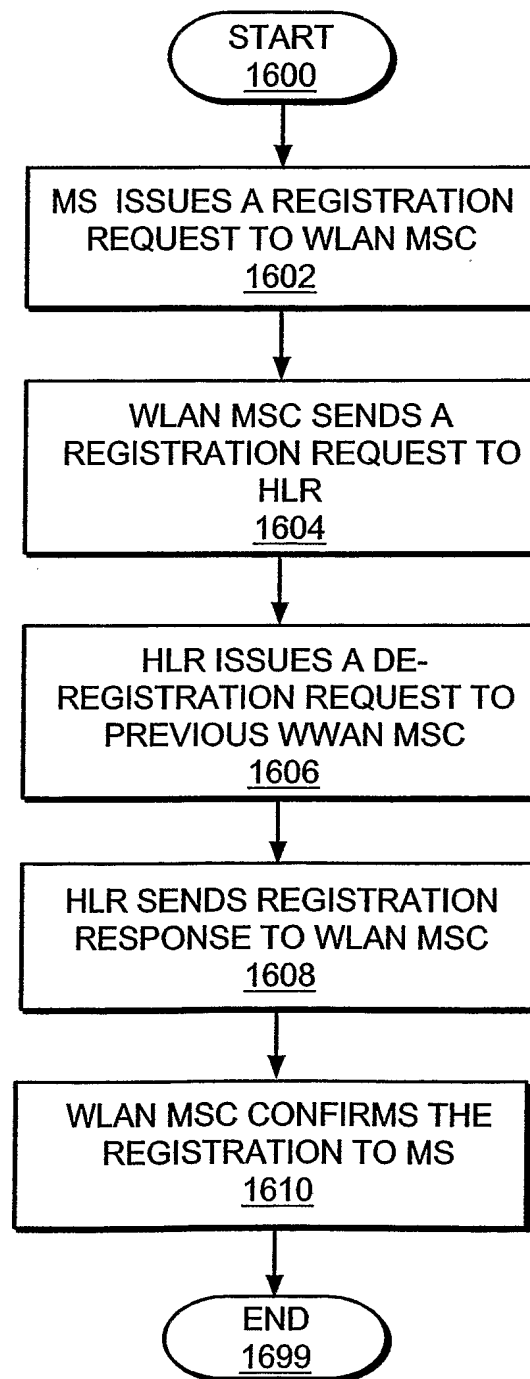 START
1600
MS ISSUES A REGISTRATION
REQUEST TO WLAN MSC
1602
WLAN MSC SENDS A
REGISTRATION REQUEST TO
HLR
1604
HLR ISSUES A DE-
REGISTRATION REQUEST TO
PREVIOUS WWAN MSC
1606
HLR SENDS REGISTRATION
RESPONSE TO WLAN MSC
1608
WLAN MSC CONFIRMS THE
REGISTRATION TO MS
1610
END
1699